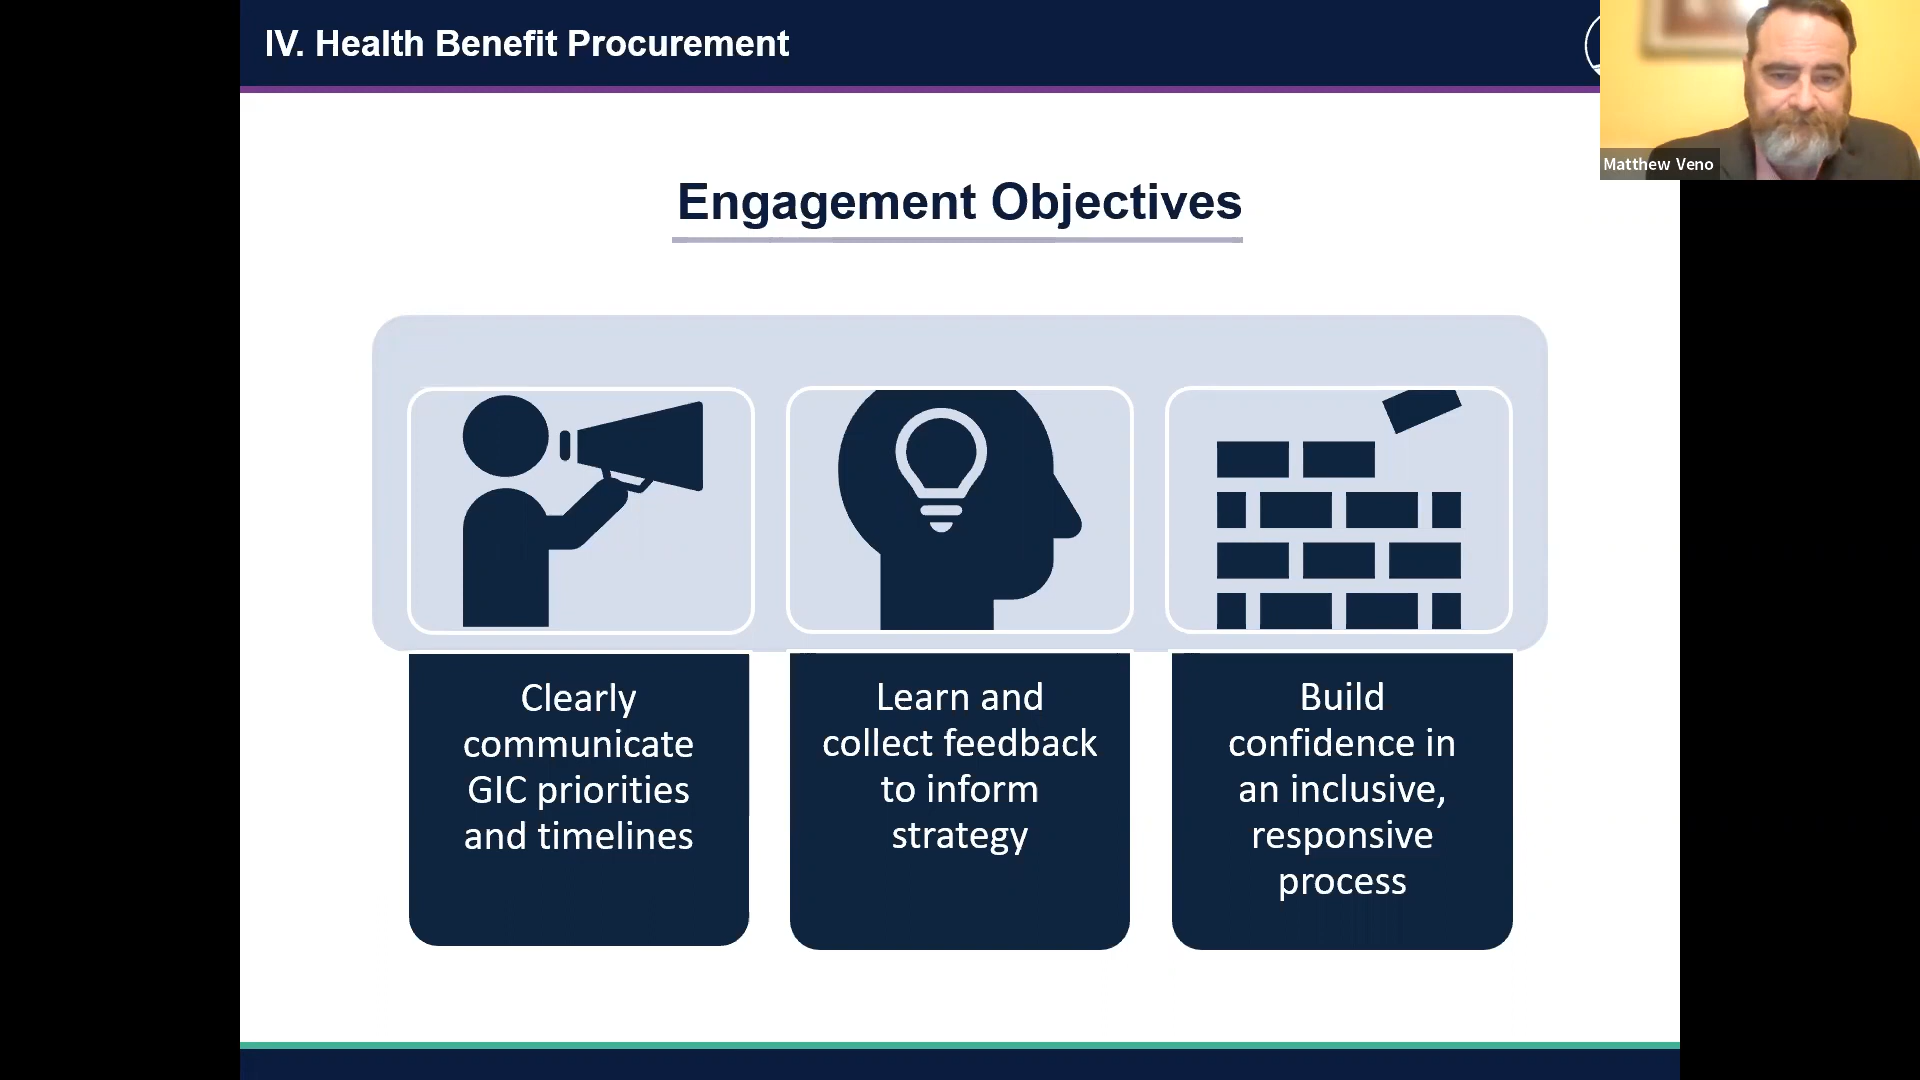 IV. Health Benefit Procurement
Matthew Veno
Engagement Objectives
Clearly
communicate
GIC priorities
and timelines
Learn and
collect feedback
to inform
strategy
Build
confidence in
an inclusive,
responsive
process